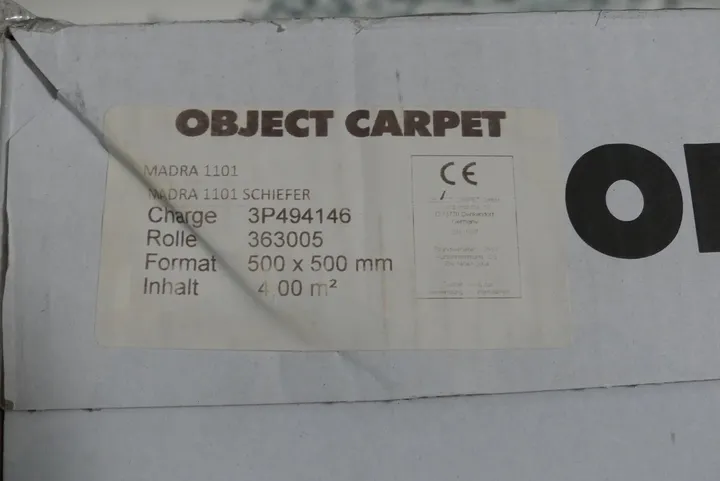 OBJECT CARPET
MADRA 1101
MADRA 1101 SCHIEFER
Charge 3P494146
Rolle 363005
Format 500 x 500 mm
Inhalt 4,00 m²
CE